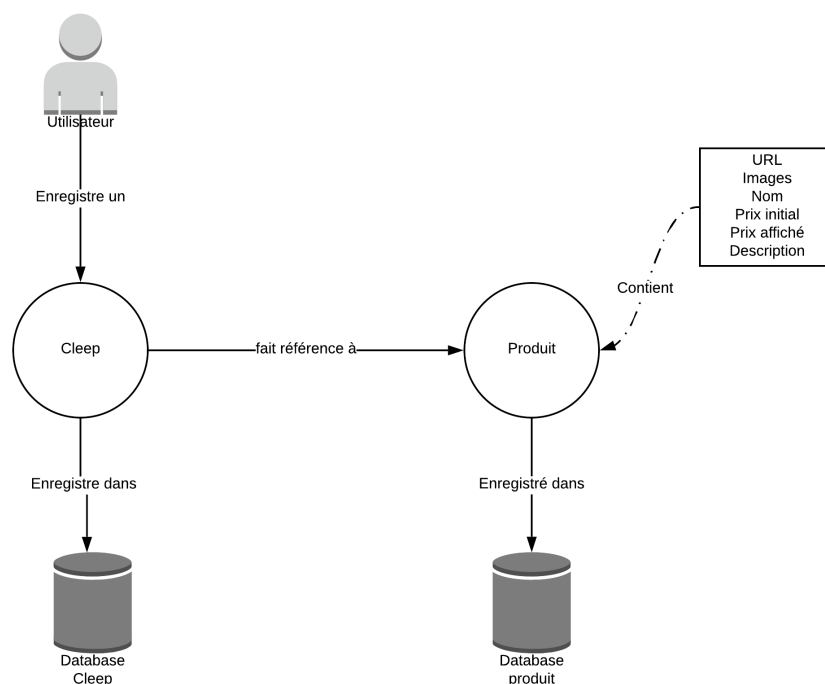 Utilisateur
Enregistre un
URL
Images
Nom
Prix initial
Prix affiché
Description
Contient
Cleep
fait référence à
Produit
Enregistre dans
Enregistré dans
Database
Cleep
Database
produit